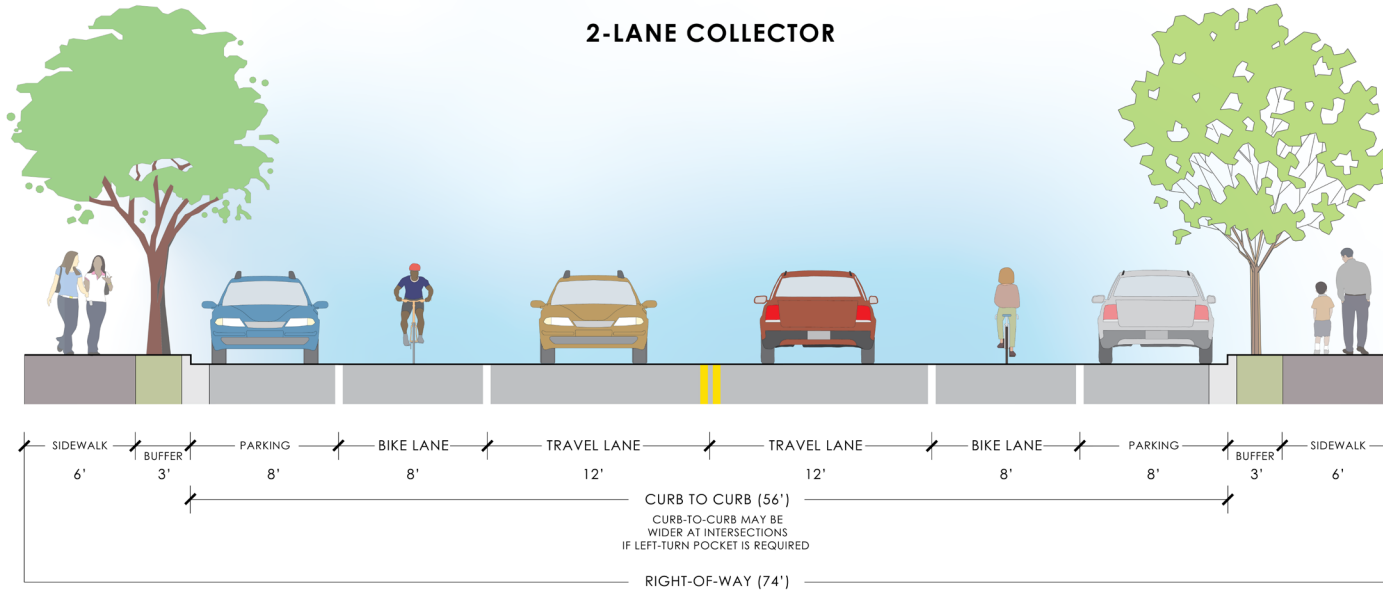 2-LANE COLLECTOR
SIDEWALK BUFFER PARKING BIKE LANE TRAVEL LANE TRAVEL LANE BIKE LANE PARKING BUFFER SIDEWALK
6' 3' 8' 8' 12' 12' 8' 8' 3' 6'
CURB TO CURB (56')
CURB-TO-CURB MAY BE
WIDER AT INTERSECTIONS
IF LEFT-TURN POCKET IS REQUIRED
RIGHT-OF-WAY (74')